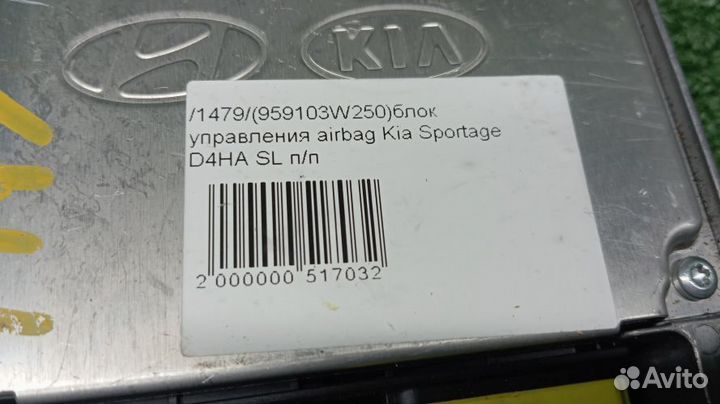 KIA
/1479/(959103W250)блок
управления airbag Kia Sportage
D4HA SL п/п
2 000000 517032
Avito